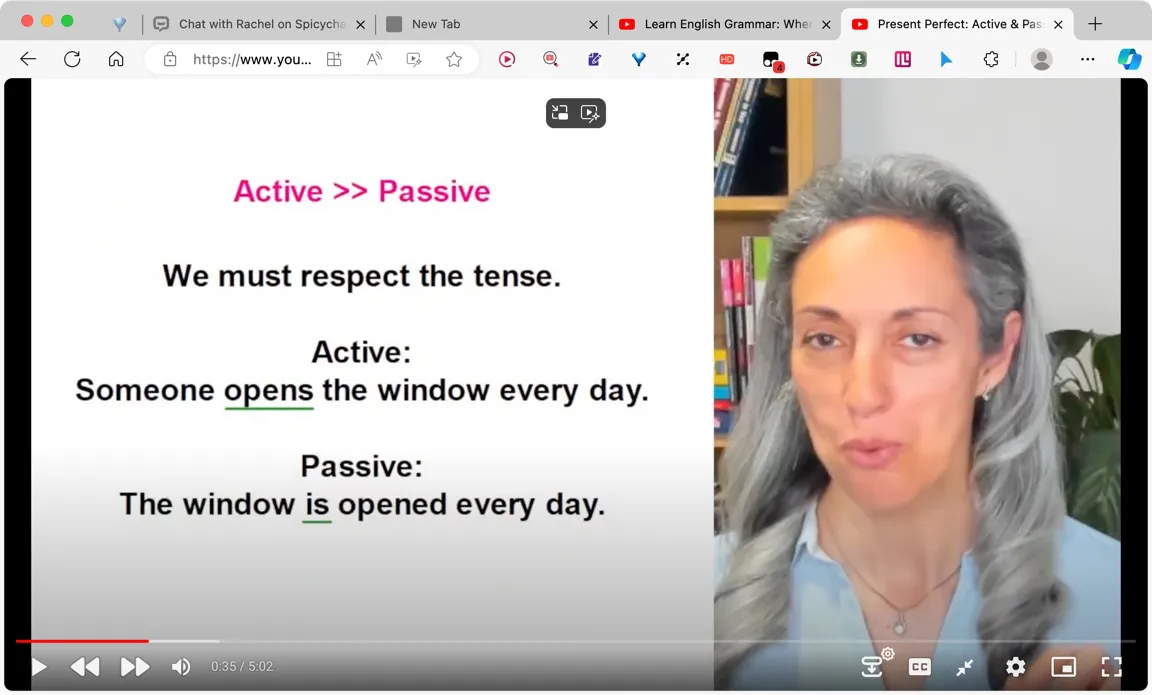 Chat with Rachel on Spicycha
New Tab
Learn English Grammar: Wher
Present Perfect: Active & Pas
https://www.you...
HD
4
Active >> Passive
We must respect the tense.
Active:
Someone opens the window every day.
Passive:
The window is opened every day.
0:35 / 5:02
CC